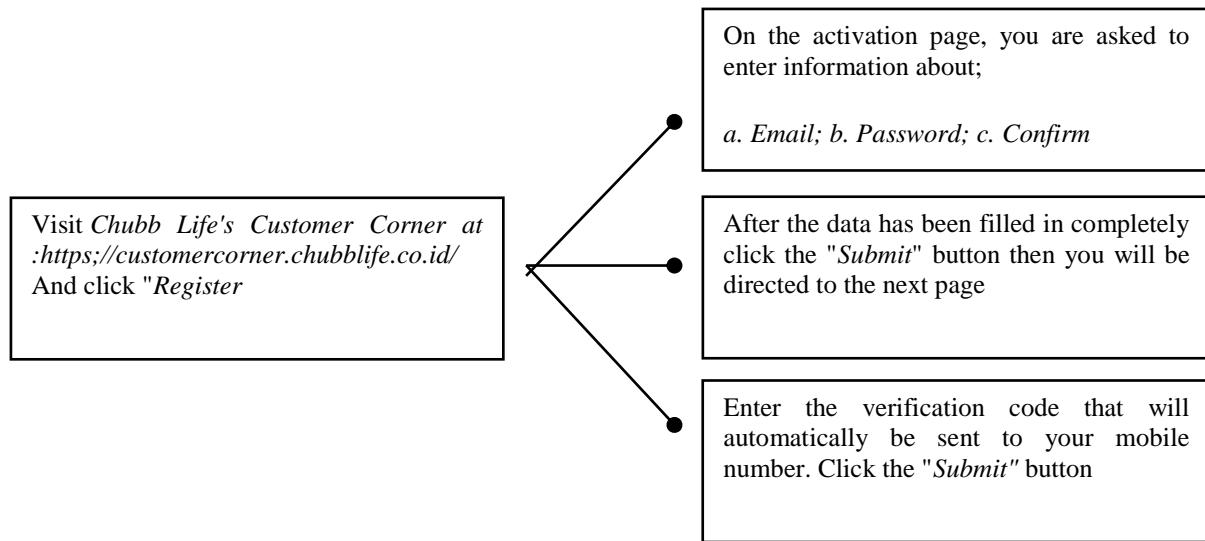 Visit Chubb Life's Customer Corner at
:https;//customercorner.chubblife.co.id/
And click "Register
On the activation page, you are asked to
enter information about;
a. Email; b. Password; c. Confirm
After the data has been filled in completely
click the "Submit" button then you will be
directed to the next page
Enter the verification code that will
automatically be sent to your mobile
number. Click the "Submit" button